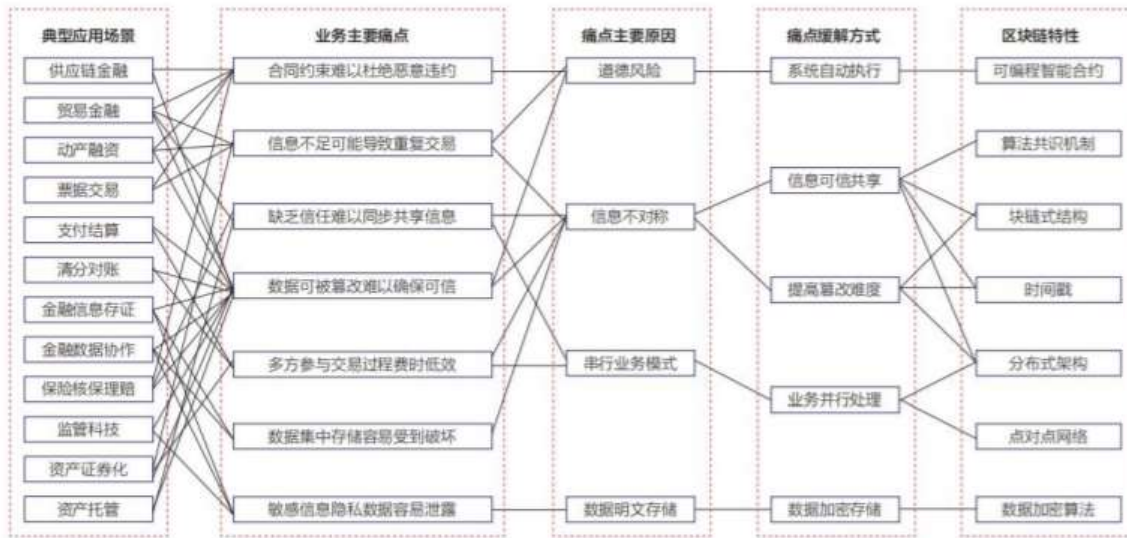 典型应用场景
供应链金融
贸易金融
动产融资
票据交易
支付结算
清分对账
金融信息存证
金融数据协作
保险核保理赔
监管科技
资产证券化
资产托管
业务主要痛点
合同约束难以杜绝恶意违约
信息不足可能导致重复交易
缺乏信任难以同步共享信息
数据可被篡改难以确保可信
多方参与交易过程费时低效
数据集中存储容易受到破坏
敏感信息隐私数据容易泄露
痛点主要原因
道德风险
信息不对称
串行业务模式
数据明文存储
痛点缓解方式
系统自动执行
信息可信共享
提高篡改难度
业务并行处理
数据加密存储
区块链特性
可编程智能合约
算法共识机制
块链式结构
时间戳
分布式架构
点对点网络
数据加密算法